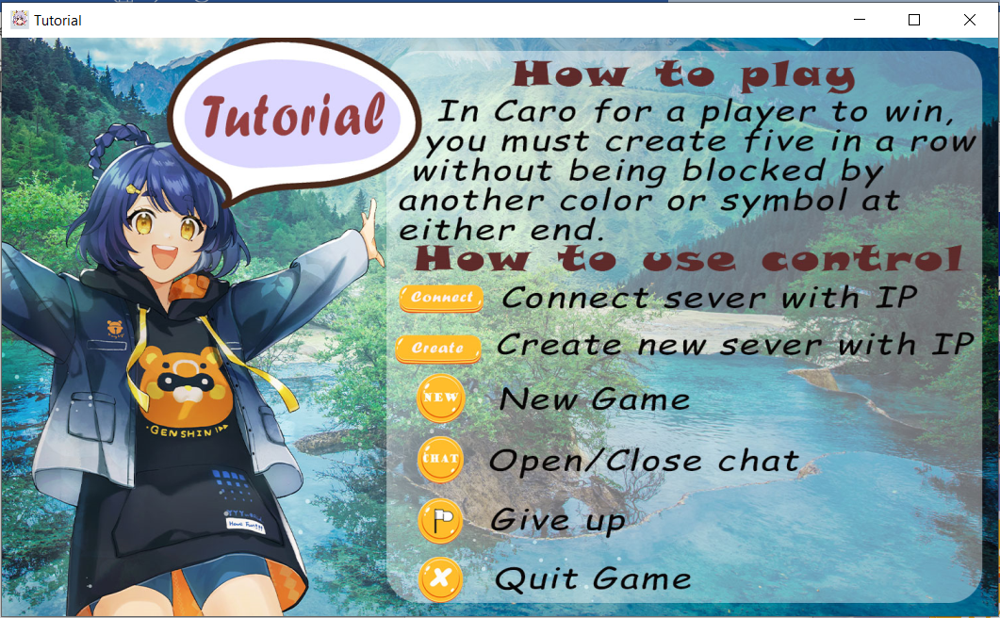 Tutorial
Tutorial
How to play
In Caro for a player to win,
you must create five in a row
without being blocked by
another color or symbol at
either end.
How to use control
Connect Connect sever with IP
Create Create new sever with IP
NEW New Game
CHAT Open/Close chat
Give up
Quit Game
GENSHIN
Have Fun!!!